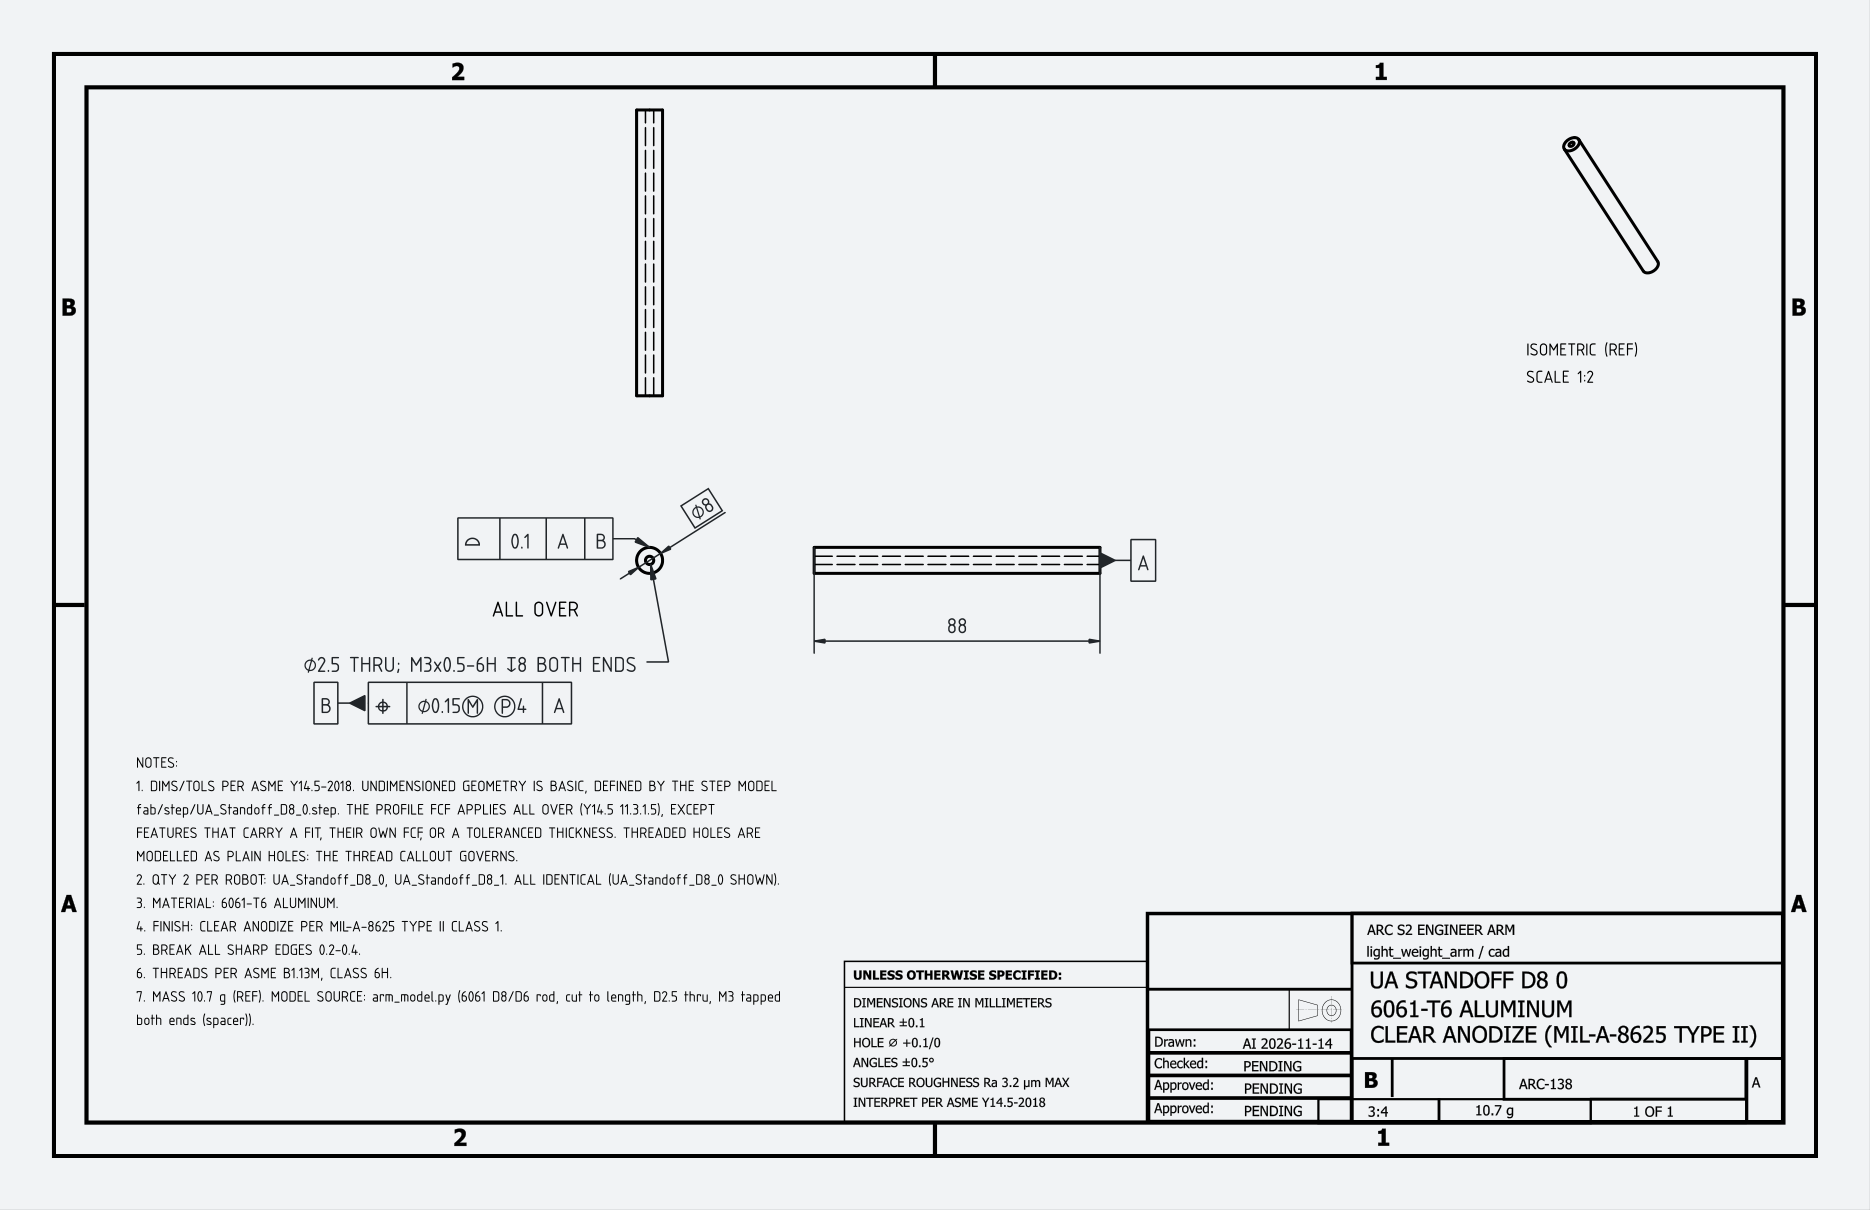 2
1
B
B
ISOMETRIC (REF)
SCALE 1:2
⌀8
⌓ 0.1 A B
ALL OVER
A
88
⌀2.5 THRU; M3x0.5-6H ↧8 BOTH ENDS
B ⌖ ⌀0.15Ⓜ Ⓟ4 A
NOTES:
1. DIMS/TOLS PER ASME Y14.5-2018. UNDIMENSIONED GEOMETRY IS BASIC, DEFINED BY THE STEP MODEL
fab/step/UA_Standoff_D8_0.step. THE PROFILE FCF APPLIES ALL OVER (Y14.5 11.3.1.5), EXCEPT
FEATURES THAT CARRY A FIT, THEIR OWN FCF, OR A TOLERANCED THICKNESS. THREADED HOLES ARE
MODELLED AS PLAIN HOLES: THE THREAD CALLOUT GOVERNS.
2. QTY 2 PER ROBOT: UA_Standoff_D8_0, UA_Standoff_D8_1. ALL IDENTICAL (UA_Standoff_D8_0 SHOWN).
3. MATERIAL: 6061-T6 ALUMINUM.
4. FINISH: CLEAR ANODIZE PER MIL-A-8625 TYPE II CLASS 1.
5. BREAK ALL SHARP EDGES 0.2-0.4.
6. THREADS PER ASME B1.13M, CLASS 6H.
7. MASS 10.7 g (REF). MODEL SOURCE: arm_model.py (6061 D8/D6 rod, cut to length, D2.5 thru, M3 tapped
both ends (spacer)).
A
A
UNLESS OTHERWISE SPECIFIED:
DIMENSIONS ARE IN MILLIMETERS
LINEAR ±0.1
HOLE ⌀ +0.1/0
ANGLES ±0.5°
SURFACE ROUGHNESS Ra 3.2 µm MAX
INTERPRET PER ASME Y14.5-2018
Drawn: AI 2026-11-14
Checked: PENDING
Approved: PENDING
Approved: PENDING
ARC S2 ENGINEER ARM
light_weight_arm / cad
UA STANDOFF D8 0
6061-T6 ALUMINUM
CLEAR ANODIZE (MIL-A-8625 TYPE II)
B ARC-138 A
3:4 10.7 g 1 OF 1
2
1